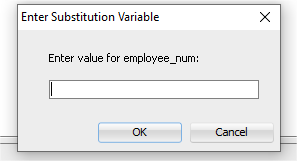 Enter Substitution Variable
Enter value for employee_num:
OK
Cancel